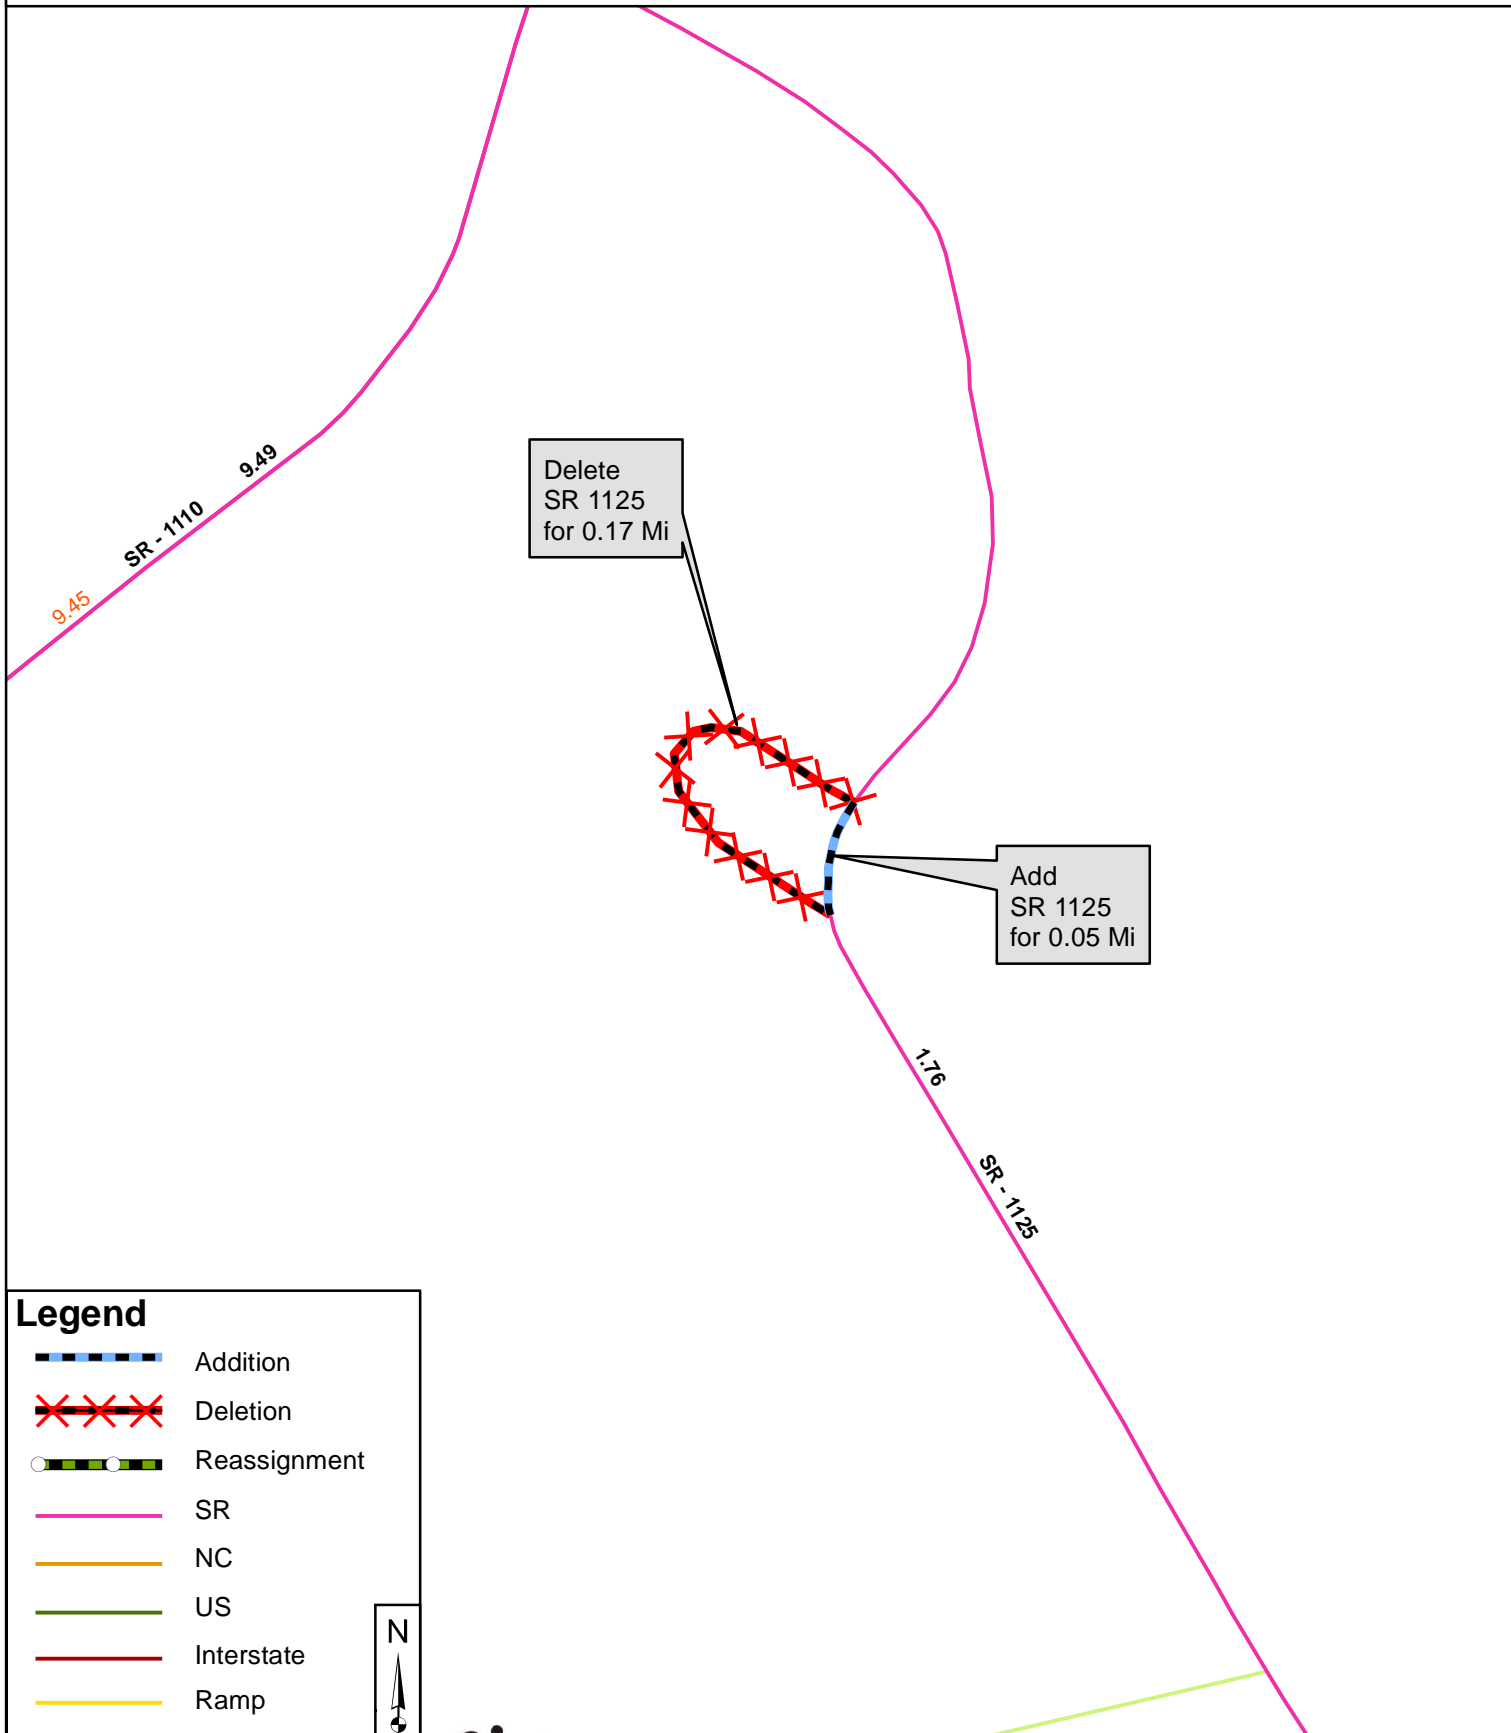 9.49
SR - 1110
9.45
Delete
SR 1125
for 0.17 Mi
Add
SR 1125
for 0.05 Mi
1.76
SR - 1125
Legend
Addition
Deletion
Reassignment
SR
NC
US
Interstate
Ramp
N